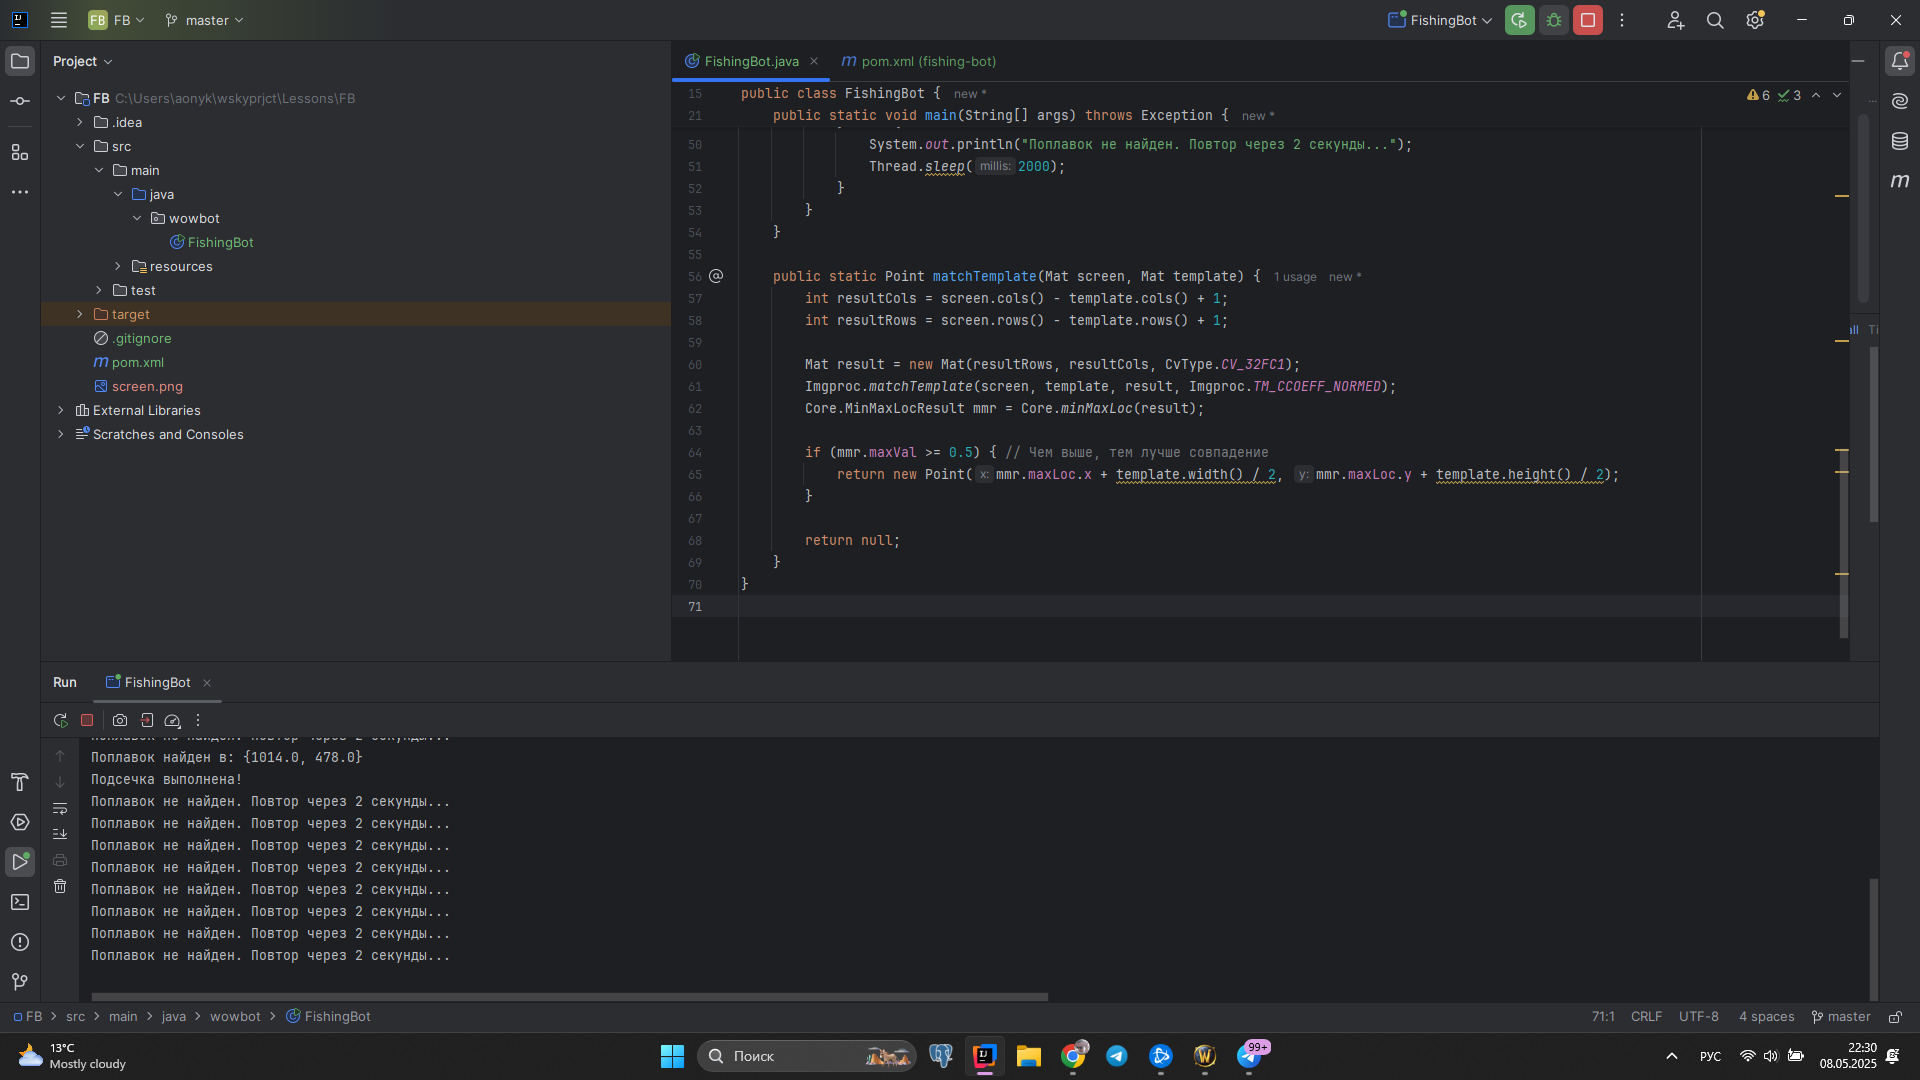 FB FB master FishingBot
Project
FishingBot.java
pom.xml (fishing-bot)
FB C:\Users\aonyk\wskyprjct\Lessons\FB
.idea
src
main
java
wowbot
FishingBot
resources
test
target
.gitignore
pom.xml
screen.png
External Libraries
Scratches and Consoles
6 3
15 public class FishingBot { new *
21 public static void main(String[] args) throws Exception { new *
50 System.out.println("Поплавок не найден. Повтор через 2 секунды...");
51 Thread.sleep( millis: 2000);
52 }
53 }
54 }
55
56 public static Point matchTemplate(Mat screen, Mat template) { 1 usage new *
57 int resultCols = screen.cols() - template.cols() + 1;
58 int resultRows = screen.rows() - template.rows() + 1;
59
60 Mat result = new Mat(resultRows, resultCols, CvType.CV_32FC1);
61 Imgproc.matchTemplate(screen, template, result, Imgproc.TM_CCOEFF_NORMED);
62 Core.MinMaxLocResult mmr = Core.minMaxLoc(result);
63
64 if (mmr.maxVal >= 0.5) { // Чем выше, тем лучше совпадение
65 return new Point( x: mmr.maxLoc.x + template.width() / 2, y: mmr.maxLoc.y + template.height() / 2);
66 }
67
68 return null;
69 }
70 }
71
Run FishingBot
Поплавок не найден. Повтор через 2 секунды...
Поплавок найден в: {1014.0, 478.0}
Подсечка выполнена!
Поплавок не найден. Повтор через 2 секунды...
Поплавок не найден. Повтор через 2 секунды...
Поплавок не найден. Повтор через 2 секунды...
Поплавок не найден. Повтор через 2 секунды...
Поплавок не найден. Повтор через 2 секунды...
Поплавок не найден. Повтор через 2 секунды...
Поплавок не найден. Повтор через 2 секунды...
Поплавок не найден. Повтор через 2 секунды...
FB > src > main > java > wowbot > FishingBot
71:1 CRLF UTF-8 4 spaces master
13°C
Mostly cloudy
Поиск
99+
РУС
22:30
08.05.2025